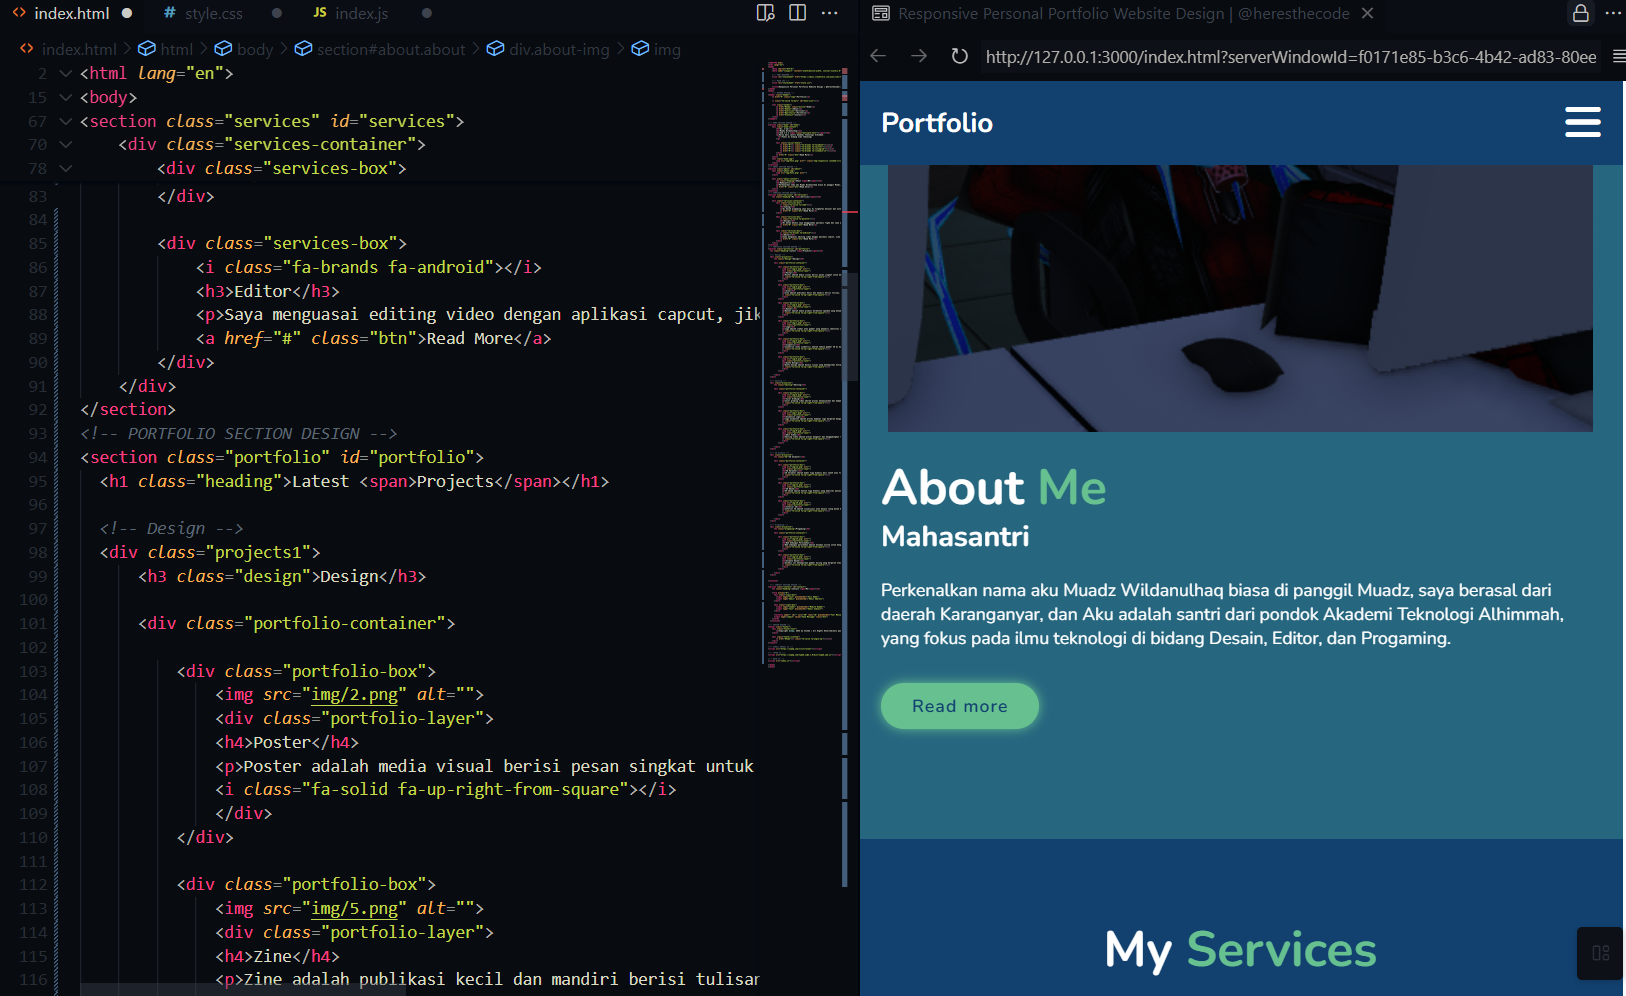 index.html
style.css
JS index.js
index.html > html > body > section#about.about > div.about-img > img
2 <html lang="en">
15 <body>
67 <section class="services" id="services">
70 <div class="services-container">
78 <div class="services-box">
83 </div>
84
85 <div class="services-box">
86 <i class="fa-brands fa-android"></i>
87 <h3>Editor</h3>
88 <p>Saya menguasai editing video dengan aplikasi capcut, jik
89 <a href="#" class="btn">Read More</a>
90 </div>
91 </div>
92 </section>
93 <!-- PORTFOLIO SECTION DESIGN -->
94 <section class="portfolio" id="portfolio">
95 <h1 class="heading">Latest <span>Projects</span></h1>
96
97 <!-- Design -->
98 <div class="projects1">
99 <h3 class="design">Design</h3>
100
101 <div class="portfolio-container">
102
103 <div class="portfolio-box">
104 <img src="img/2.png" alt="">
105 <div class="portfolio-layer">
106 <h4>Poster</h4>
107 <p>Poster adalah media visual berisi pesan singkat untuk
108 <i class="fa-solid fa-up-right-from-square"></i>
109 </div>
110 </div>
111
112 <div class="portfolio-box">
113 <img src="img/5.png" alt="">
114 <div class="portfolio-layer">
115 <h4>Zine</h4>
116 <p>Zine adalah publikasi kecil dan mandiri berisi tulisan
Responsive Personal Portfolio Website Design | @heresthecode
http://127.0.0.1:3000/index.html?serverWindowId=f0171e85-b3c6-4b42-ad83-80ee
Portfolio
About Me
Mahasantri
Perkenalkan nama aku Muadz Wildanulhaq biasa di panggil Muadz, saya berasal dari
daerah Karanganyar, dan Aku adalah santri dari pondok Akademi Teknologi Alhimmah,
yang fokus pada ilmu teknologi di bidang Desain, Editor, dan Progaming.
Read more
My Services